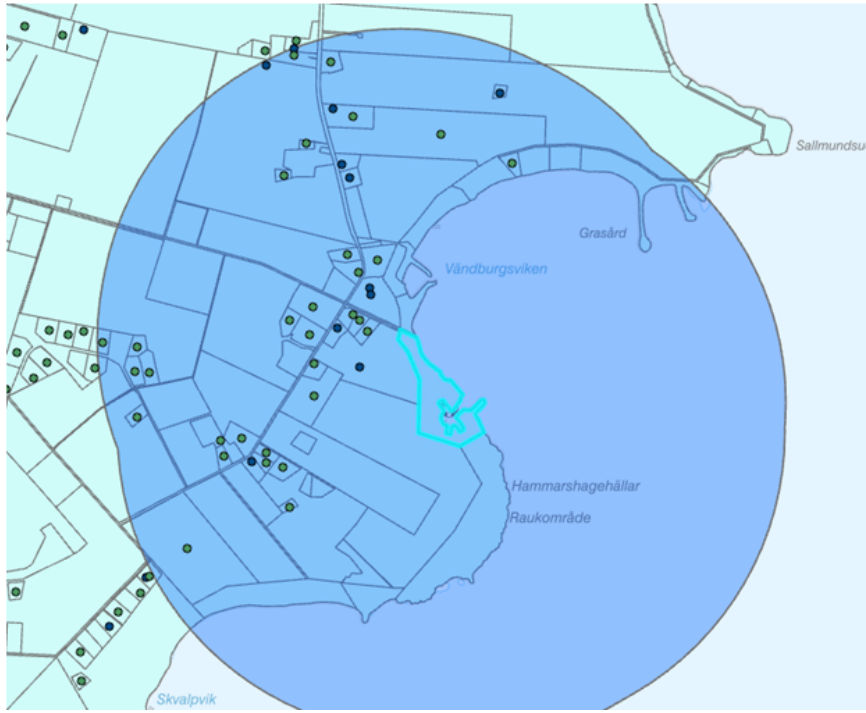 Sallmundsu
Grasård
Vändburgsviken
Hammarshagehällar
Raukområde
Skvalpvik